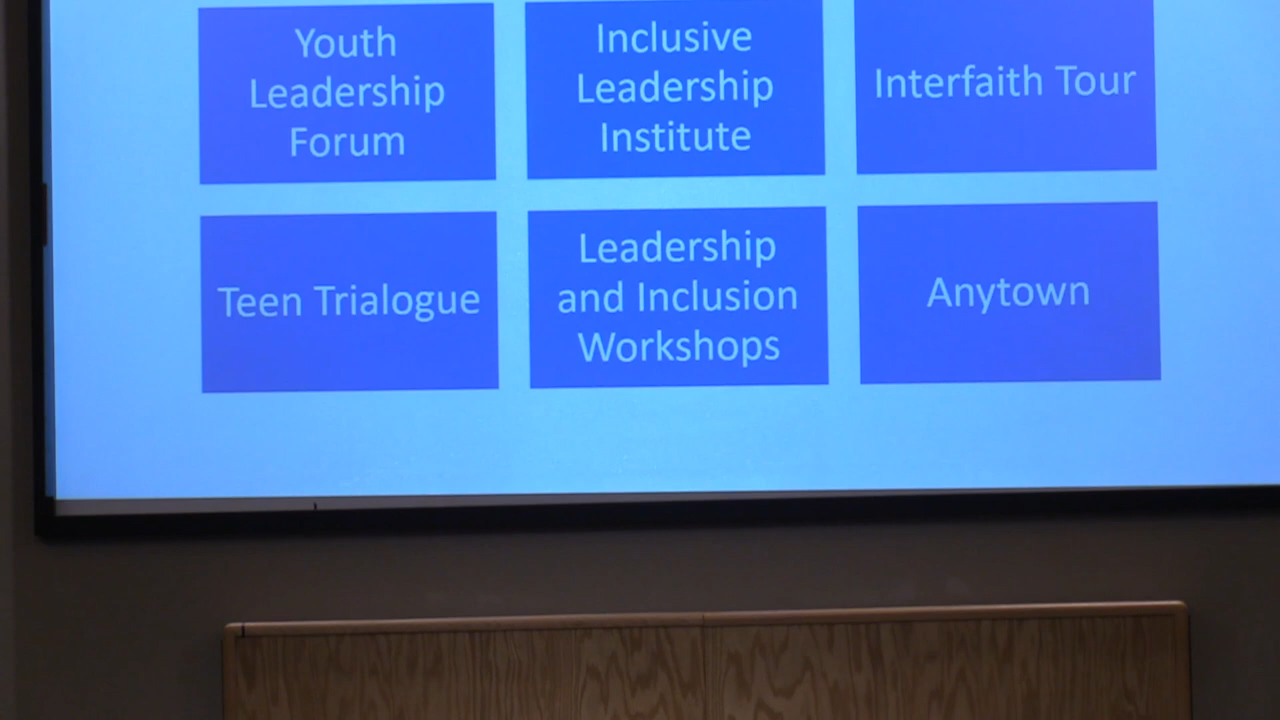 Youth
Leadership
Forum
Inclusive
Leadership
Institute
Interfaith Tour
Teen Trialogue
Leadership
and Inclusion
Workshops
Anytown